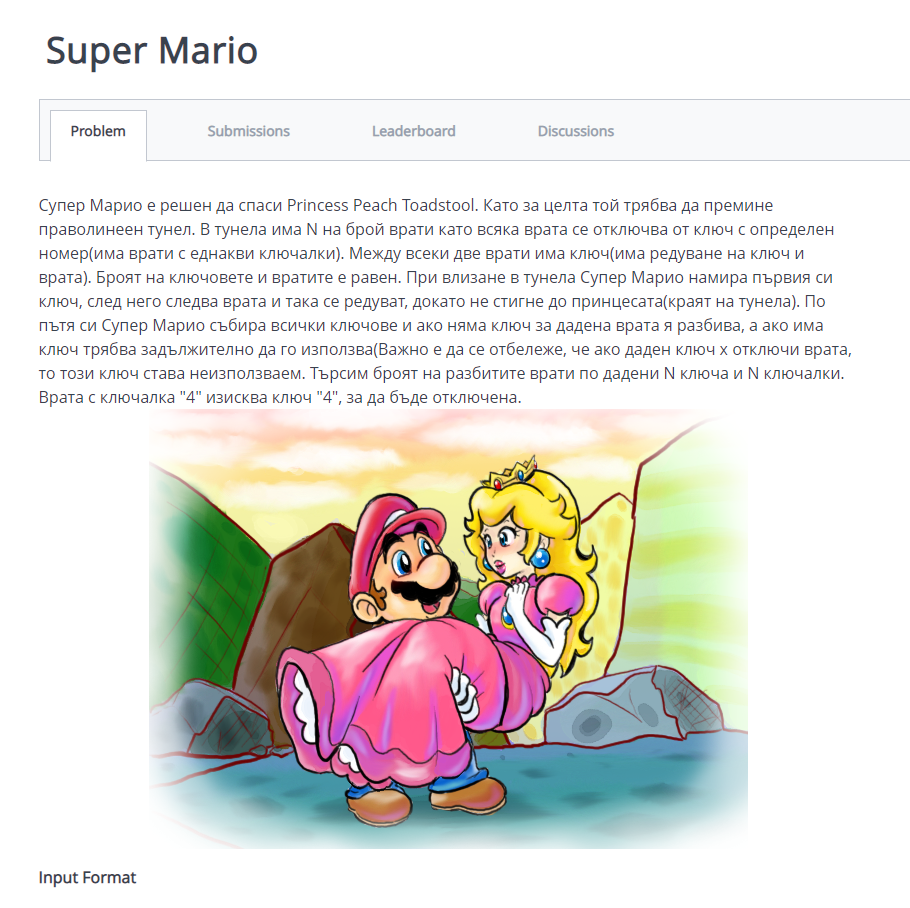 Super Mario
Problem Submissions Leaderboard Discussions
Супер Марио е решен да спаси Princess Peach Toadstool. Като за целта той трябва да премине
праволинеен тунел. В тунела има N на брой врати като всяка врата се отключва от ключ с определен
номер(има врати с еднакви ключалки). Между всеки две врати има ключ(има редуване на ключ и
врата). Броят на ключовете и вратите е равен. При влизане в тунела Супер Марио намира първия си
ключ, след него следва врата и така се редуват, докато не стигне до принцесата(краят на тунела). По
пътя си Супер Марио събира всички ключове и ако няма ключ за дадена врата я разбива, а ако има
ключ трябва задължително да го използва(Важно е да се отбележе, че ако даден ключ x отключи врата,
то този ключ става неизползваем. Търсим броят на разбитите врати по дадени N ключа и N ключалки.
Врата с ключалка "4" изисква ключ "4", за да бъде отключена.
Input Format